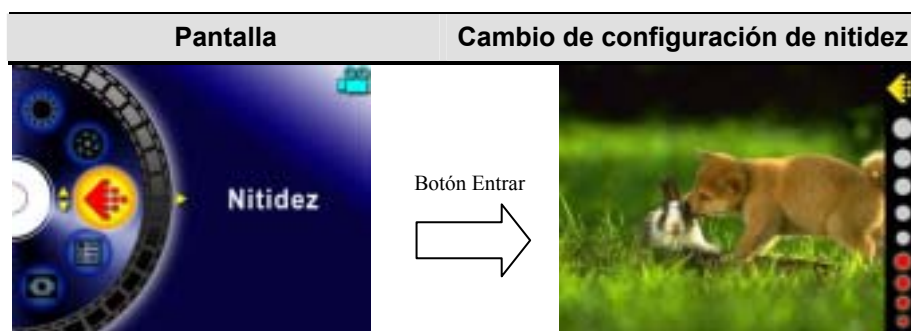 Pantalla
Cambio de configuración de nitidez
Nitidez
Botón Entrar